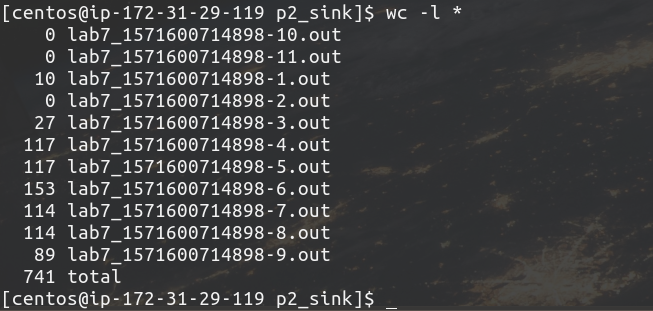 [centos@ip-172-31-29-119 p2_sink]$ wc -l *
0 lab7_1571600714898-10.out
0 lab7_1571600714898-11.out
10 lab7_1571600714898-1.out
0 lab7_1571600714898-2.out
27 lab7_1571600714898-3.out
117 lab7_1571600714898-4.out
117 lab7_1571600714898-5.out
153 lab7_1571600714898-6.out
114 lab7_1571600714898-7.out
114 lab7_1571600714898-8.out
89 lab7_1571600714898-9.out
741 total
[centos@ip-172-31-29-119 p2_sink]$ _